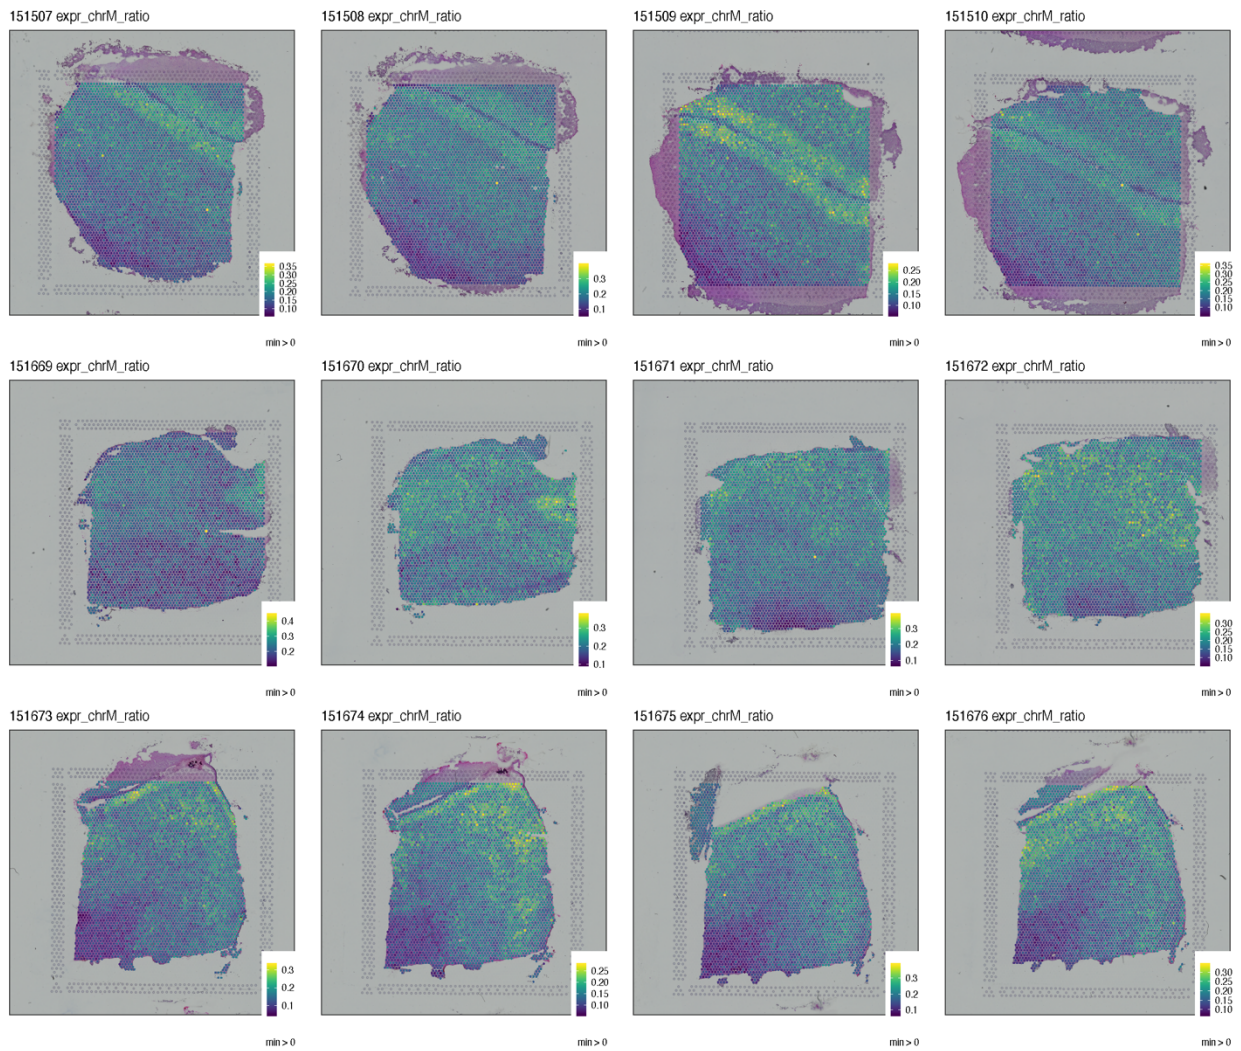 151507 expr_chrM_ratio
151508 expr_chrM_ratio
151509 expr_chrM_ratio
151510 expr_chrM_ratio
0.35
0.30
0.25
0.20
0.15
0.10
0.3
0.2
0.1
0.25
0.20
0.15
0.10
0.35
0.30
0.25
0.20
0.15
0.10
min > 0
min > 0
min > 0
min > 0
151669 expr_chrM_ratio
151670 expr_chrM_ratio
151671 expr_chrM_ratio
151672 expr_chrM_ratio
0.4
0.3
0.2
0.3
0.2
0.1
0.3
0.2
0.1
0.30
0.25
0.20
0.15
0.10
min > 0
min > 0
min > 0
min > 0
151673 expr_chrM_ratio
151674 expr_chrM_ratio
151675 expr_chrM_ratio
151676 expr_chrM_ratio
0.3
0.2
0.1
0.25
0.20
0.15
0.10
0.3
0.2
0.1
0.30
0.25
0.20
0.15
0.10
min > 0
min > 0
min > 0
min > 0